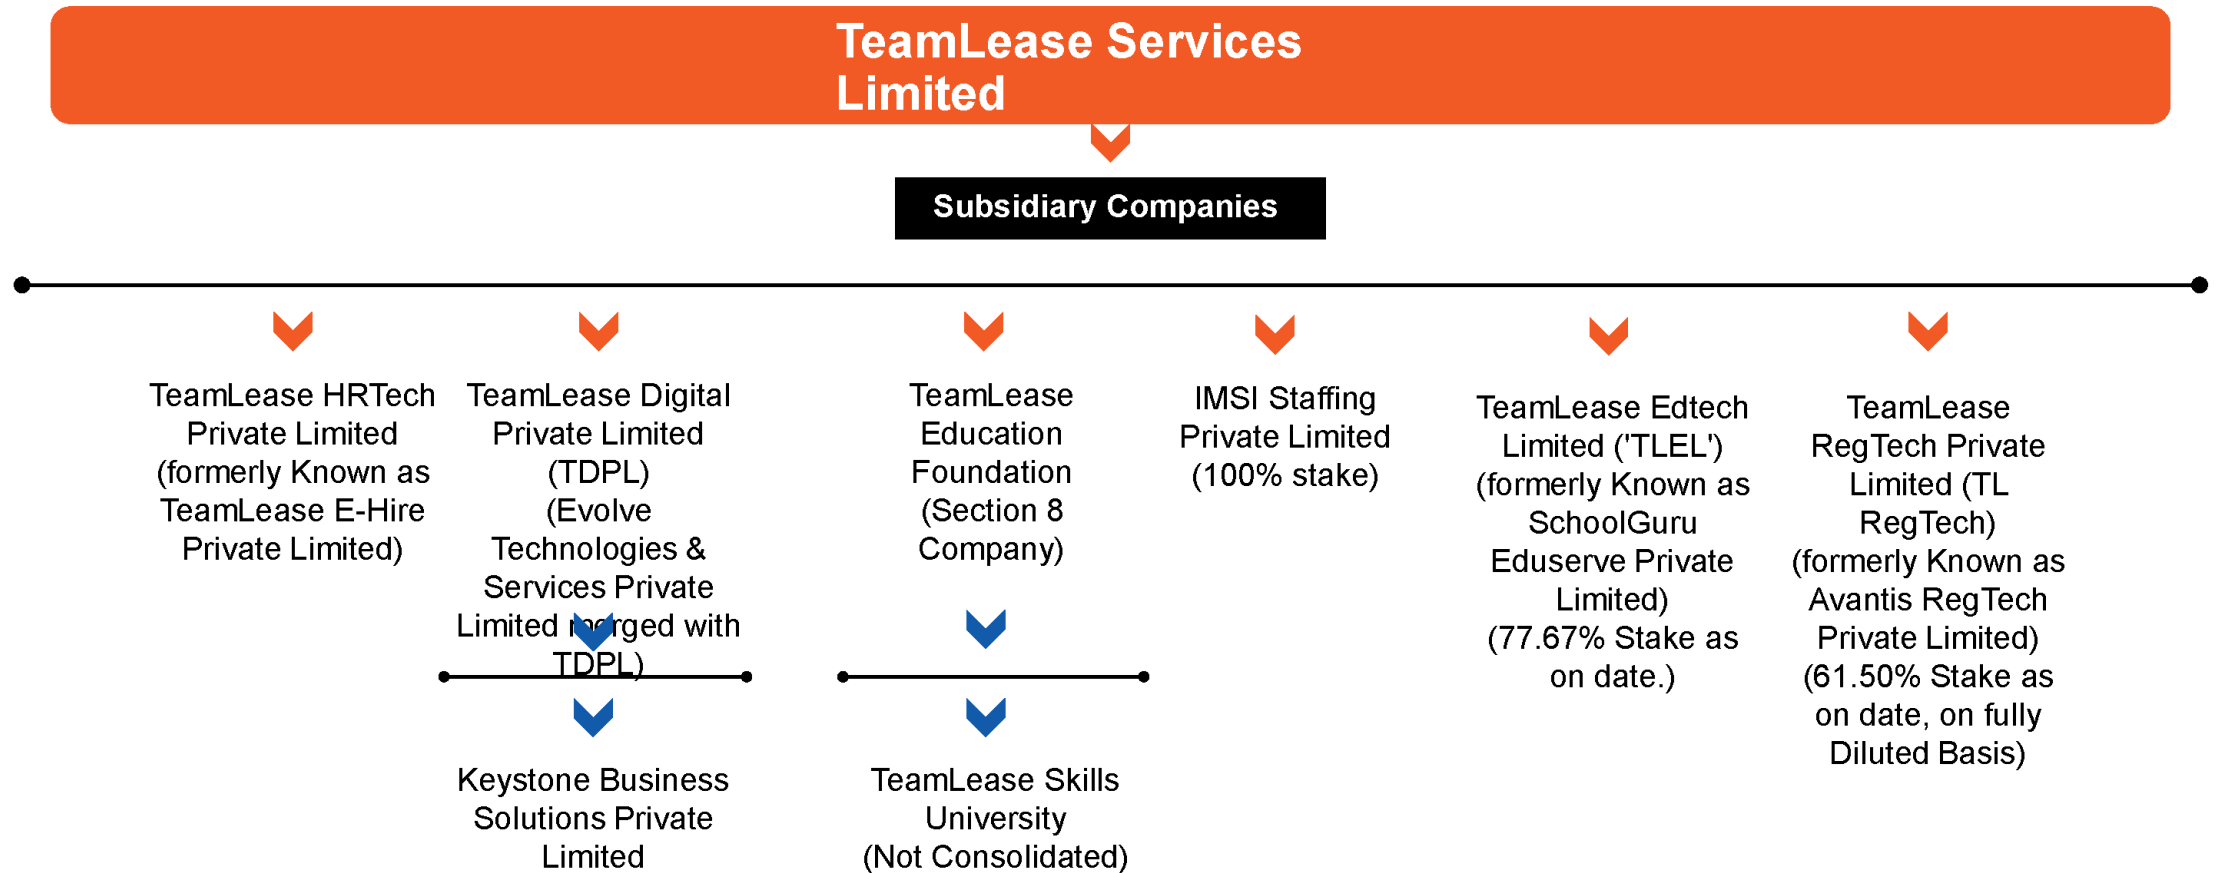 TeamLease Services
Limited
Subsidiary Companies
TeamLease HRTech
Private Limited
(formerly Known as
TeamLease E-Hire
Private Limited)
TeamLease Digital
Private Limited
(TDPL)
(Evolve
Technologies &
Services Private
Limited merged with
TDPL)
Keystone Business
Solutions Private
Limited
TeamLease
Education
Foundation
(Section 8
Company)
TeamLease Skills
University
(Not Consolidated)
IMSI Staffing
Private Limited
(100% stake)
TeamLease Edtech
Limited ('TLEL')
(formerly Known as
SchoolGuru
Eduserve Private
Limited)
(77.67% Stake as
on date.)
TeamLease
RegTech Private
Limited (TL
RegTech)
(formerly Known as
Avantis RegTech
Private Limited)
(61.50% Stake as
on date, on fully
Diluted Basis)